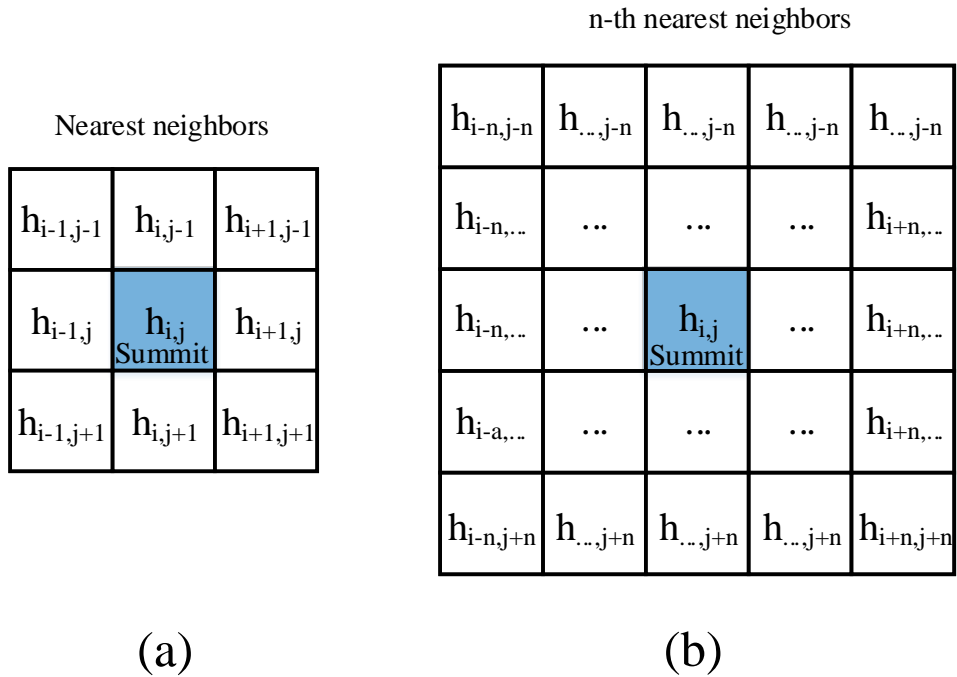 n-th nearest neighbors
Nearest neighbors
h_{i-1,j-1} h_{i,j-1} h_{i+1,j-1}
h_{i-1,j} h_{i,j} h_{i+1,j}
Summit
h_{i-1,j+1} h_{i,j+1} h_{i+1,j+1}
(a)
h_{i-n,j-n} h_{...,j-n} h_{...,j-n} h_{...,j-n} h_{...,j-n}
h_{i-n,...} ... ... ... h_{i+n,...}
h_{i-n,...} ... h_{i,j} ... h_{i+n,...}
Summit
h_{i-a,...} ... ... ... h_{i+n,...}
h_{i-n,j+n} h_{...,j+n} h_{...,j+n} h_{...,j+n} h_{i+n,j+n}
(b)